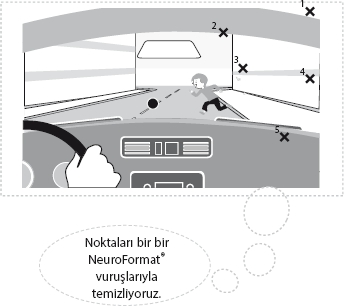 1
2
3
4
5
Noktaları bir bir
NeuroFormat®
vuruşlarıyla
temizliyoruz.